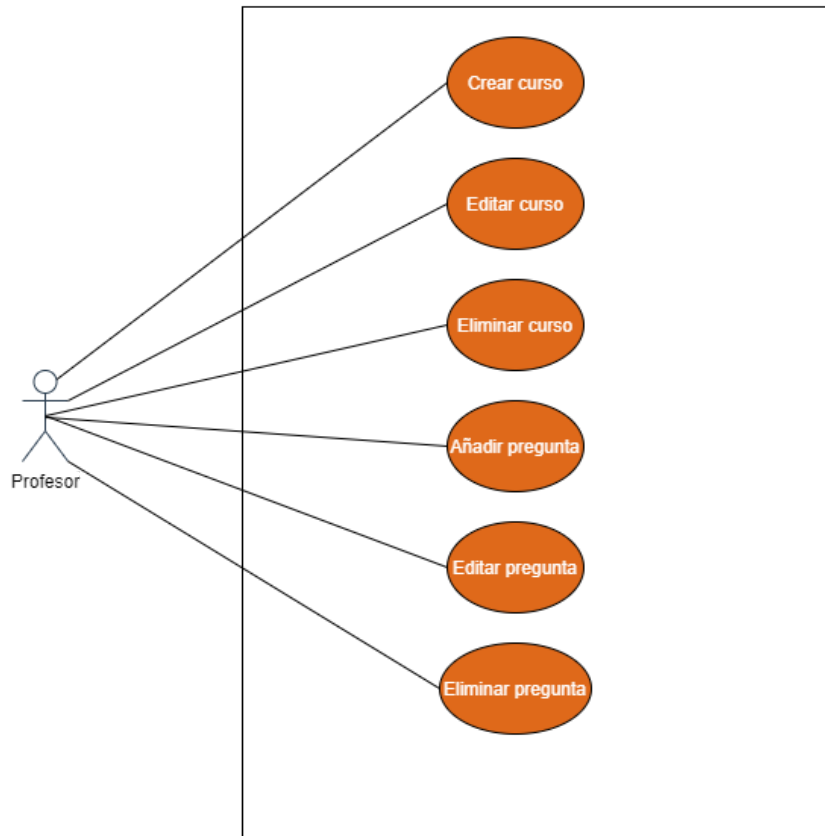 Crear curso
Editar curso
Eliminar curso
Profesor
Añadir pregunta
Editar pregunta
Eliminar pregunta